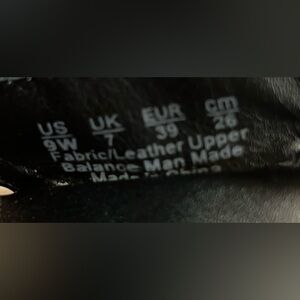 US UK EUR cm
9W 7 39 26
Fabric/Leather Upper
Balance Man Made
Made in China